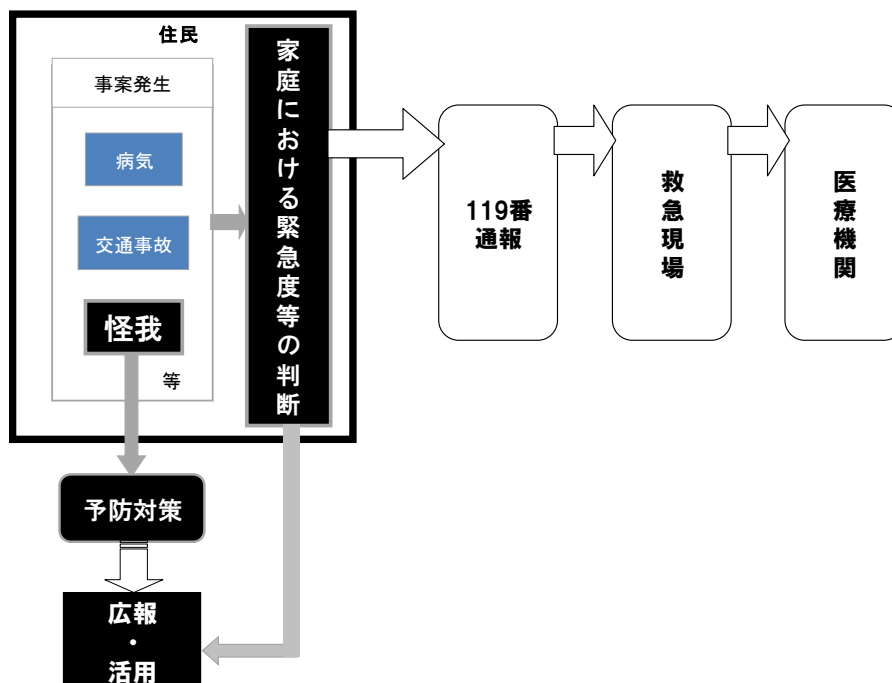 住民
事案発生
病気
交通事故
怪我
等
家庭における緊急度等の判断
119番
通報
救急現場
医療機関
予防対策
広報
・
活用